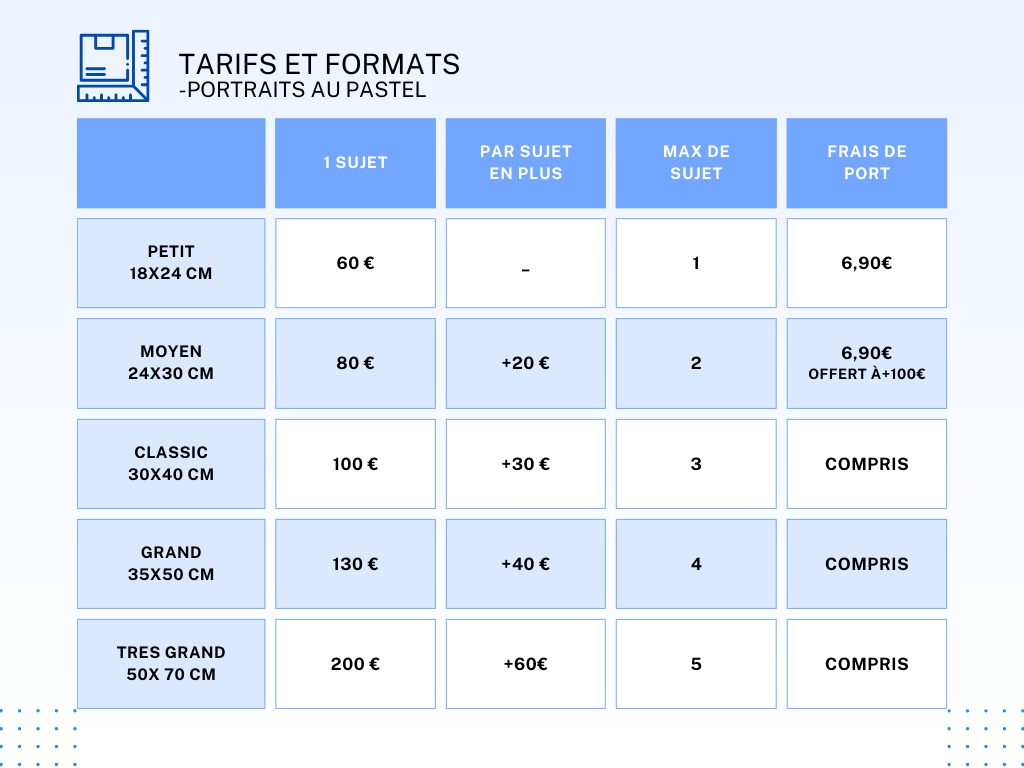 TARIFS ET FORMATS
-PORTRAITS AU PASTEL
1 SUJET
PAR SUJET
EN PLUS
MAX DE
SUJET
FRAIS DE
PORT
PETIT
18X24 CM
60 €
_
1
6,90€
MOYEN
24X30 CM
80 €
+20 €
2
6,90€
OFFERT À+100€
CLASSIC
30X40 CM
100 €
+30 €
3
COMPRIS
GRAND
35X50 CM
130 €
+40 €
4
COMPRIS
TRES GRAND
50X 70 CM
200 €
+60€
5
COMPRIS